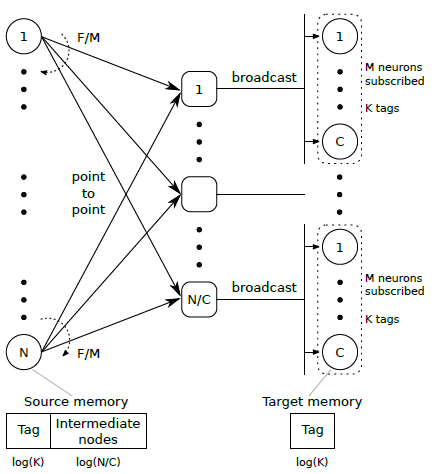 1
F/M
1
broadcast
1
M neurons
subscribed
K tags
C
point
to
point
N/C
broadcast
1
M neurons
subscribed
K tags
C
N
F/M
Source memory
Tag
Intermediate
nodes
log(K)
log(N/C)
Target memory
Tag
log(K)